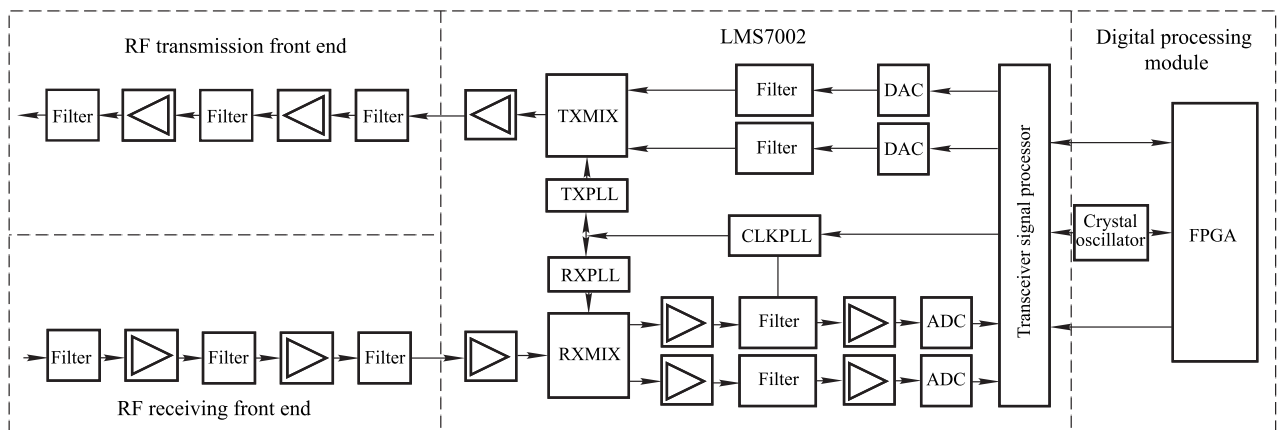 RF transmission front end
LMS7002
Digital processing
module
Filter
Filter
Filter
TXMIX
Filter
DAC
Filter
DAC
TXPLL
CLKPLL
RXPLL
Transceiver signal processor
Crystal
oscillator
FPGA
Filter
Filter
Filter
RXMIX
Filter
ADC
Filter
ADC
RF receiving front end